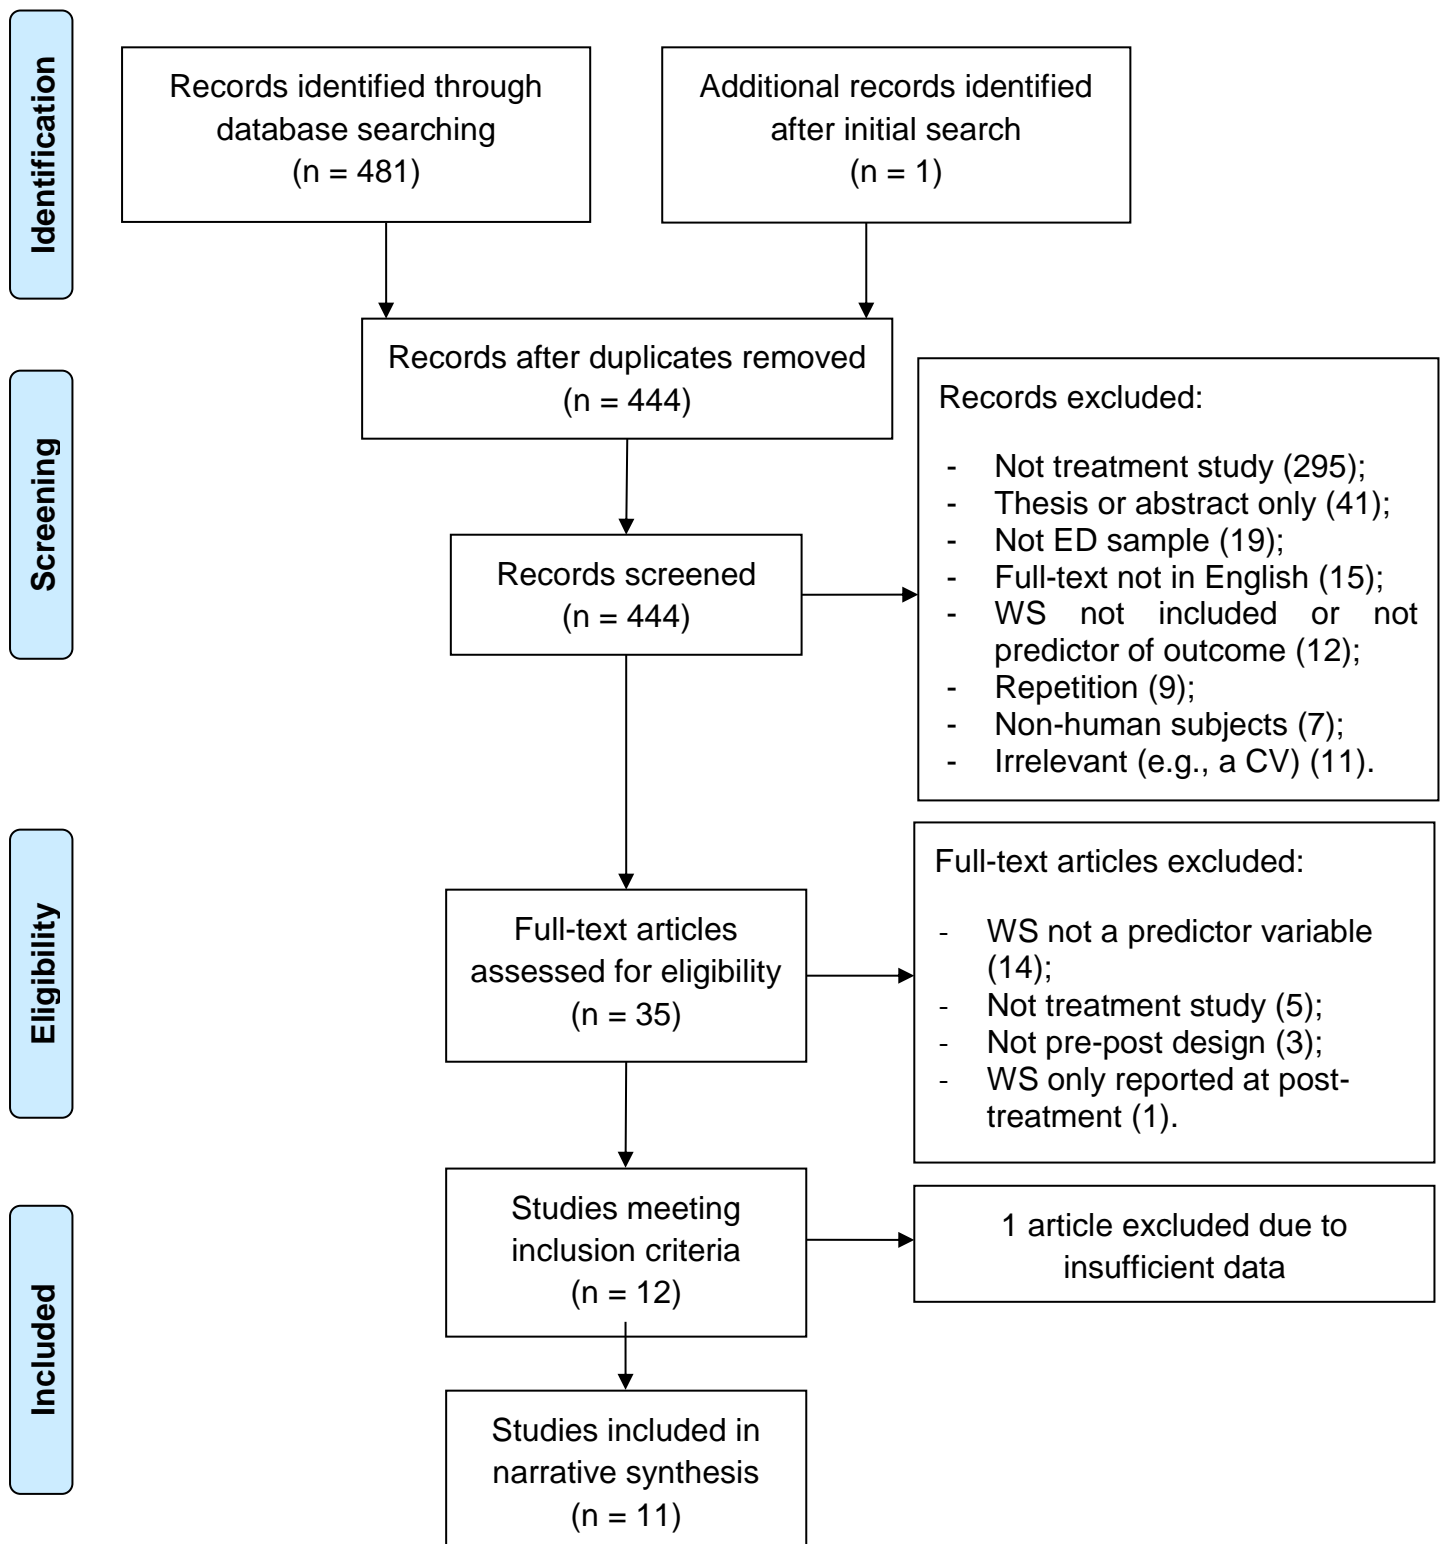 Identification
Records identified through
database searching
(n = 481)
Additional records identified
after initial search
(n = 1)
Records after duplicates removed
(n = 444)
Screening
Records screened
(n = 444)
Records excluded:
- Not treatment study (295);
- Thesis or abstract only (41);
- Not ED sample (19);
- Full-text not in English (15);
- WS not included or not
predictor of outcome (12);
- Repetition (9);
- Non-human subjects (7);
- Irrelevant (e.g., a CV) (11).
Eligibility
Full-text articles
assessed for eligibility
(n = 35)
Full-text articles excluded:
- WS not a predictor variable
(14);
- Not treatment study (5);
- Not pre-post design (3);
- WS only reported at post-
treatment (1).
Included
Studies meeting
inclusion criteria
(n = 12)
1 article excluded due to
insufficient data
Studies included in
narrative synthesis
(n = 11)